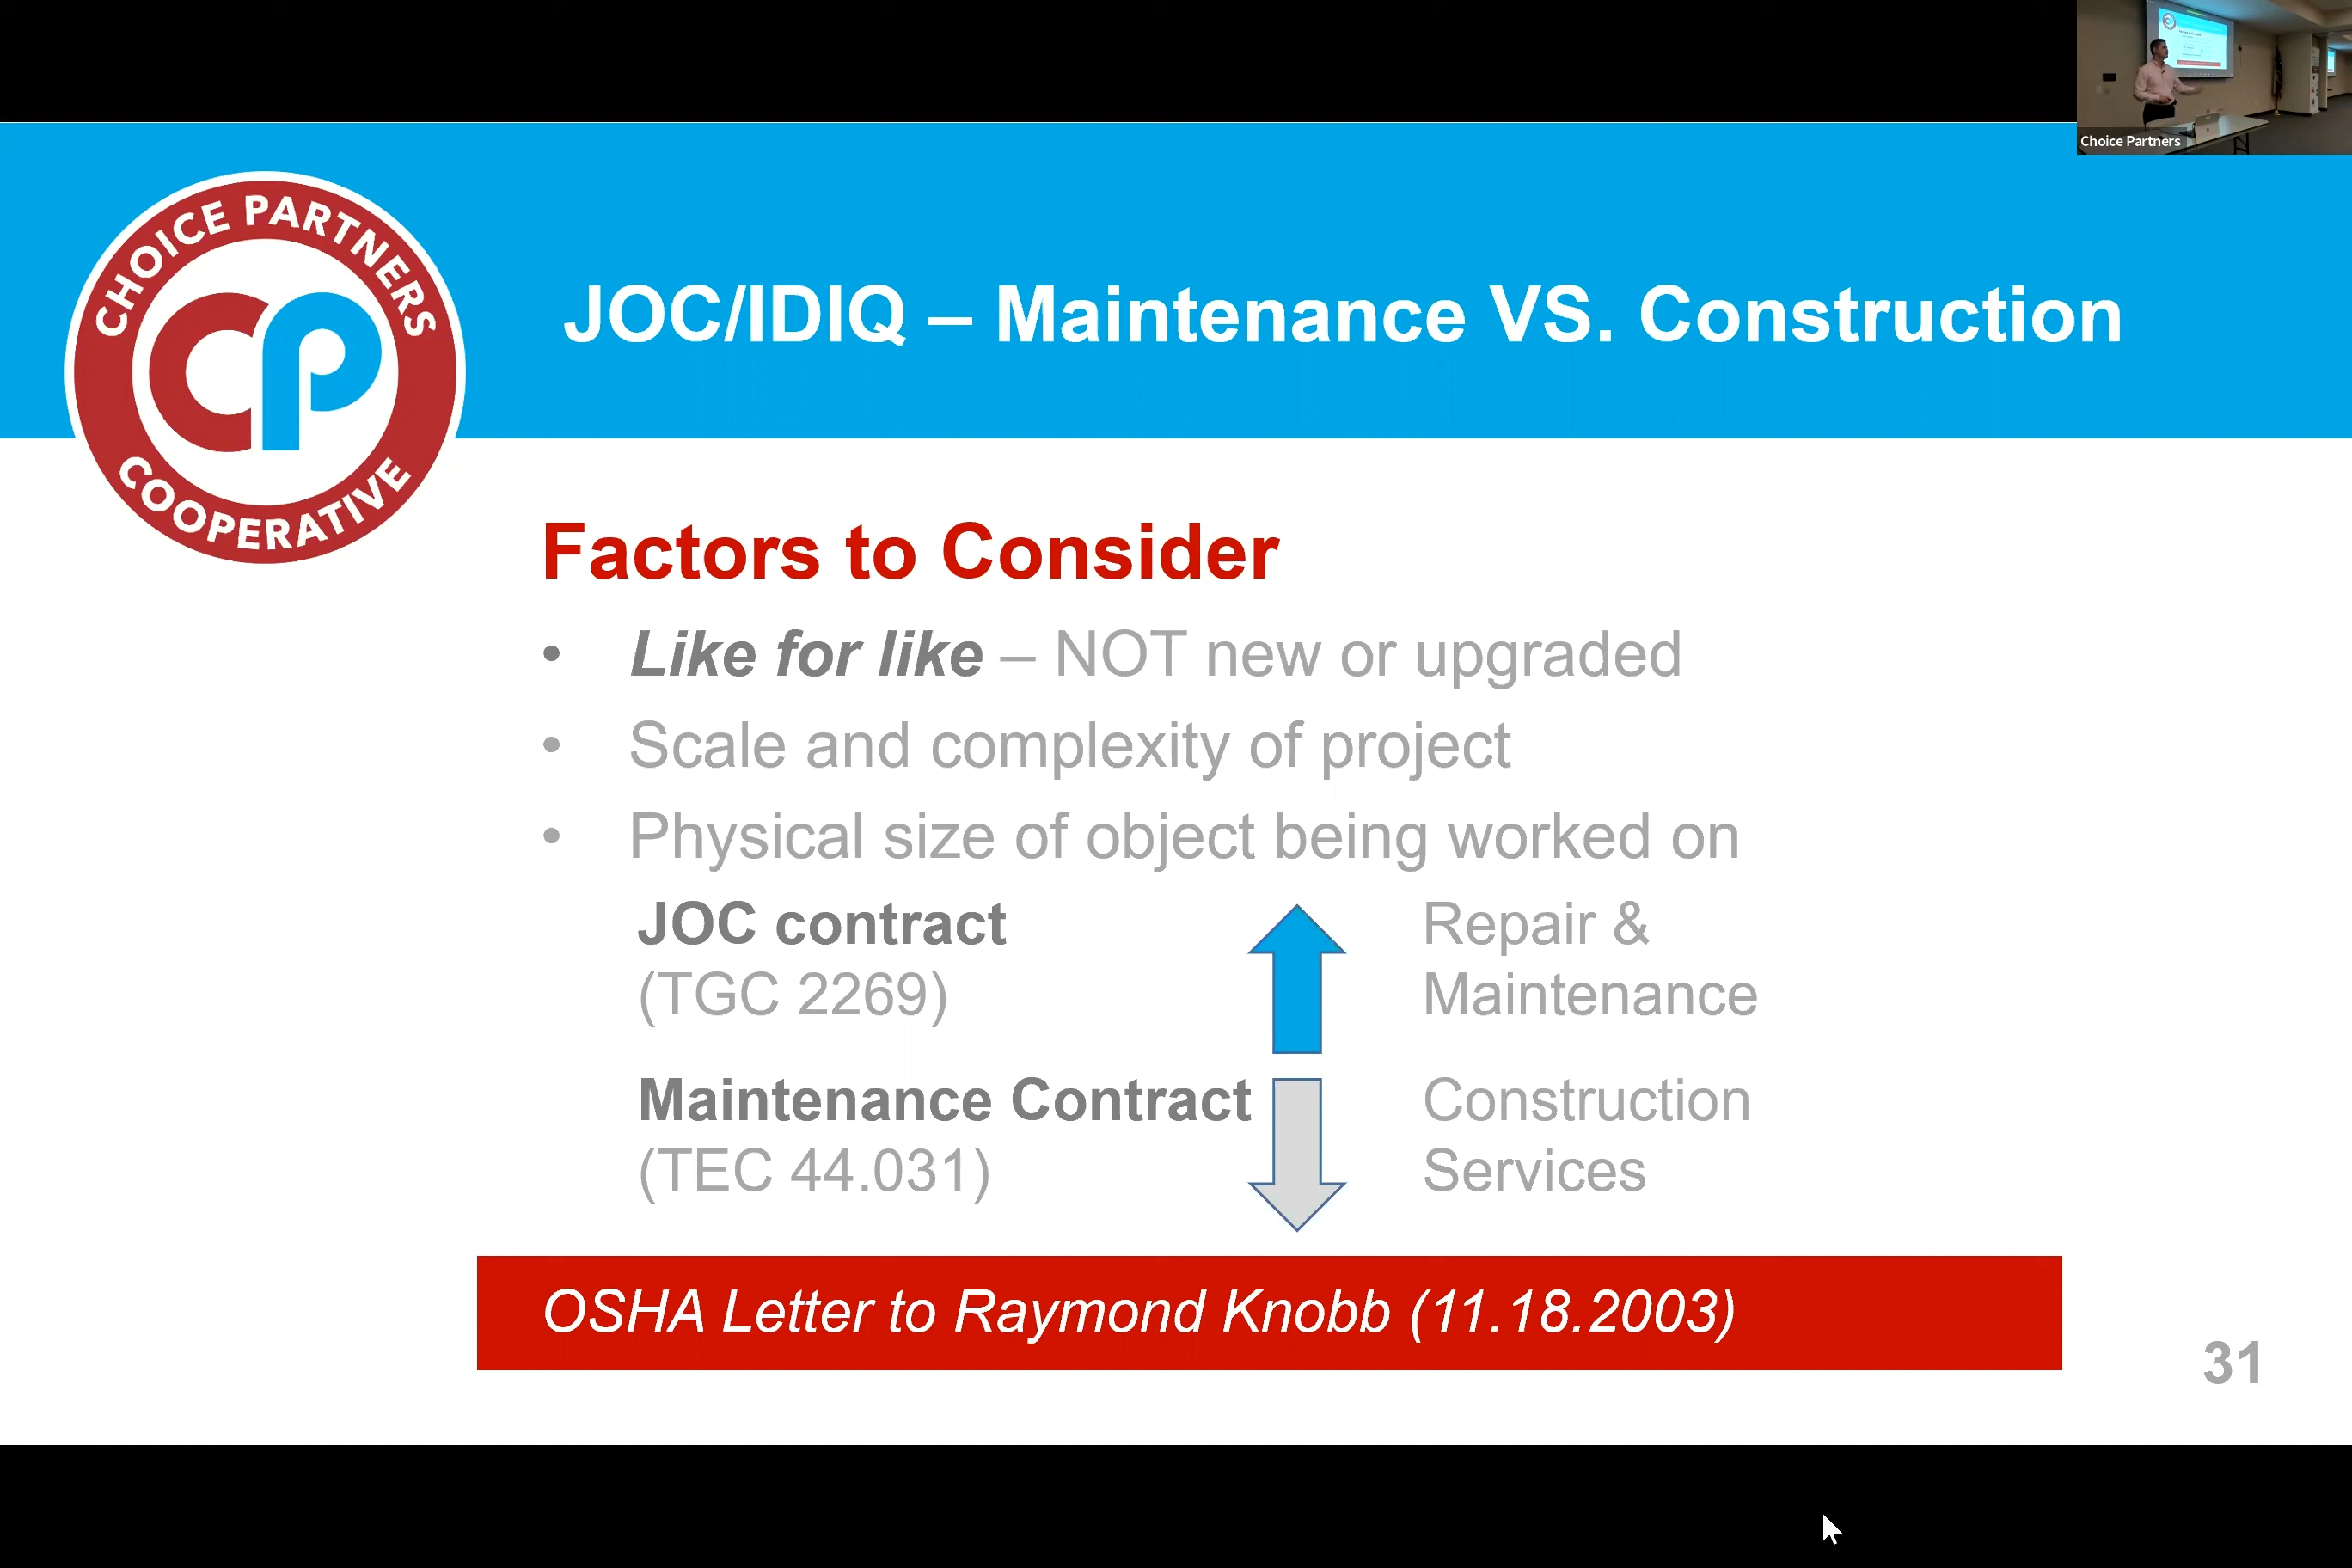 Choice Partners
CHOICE PARTNERS
CP
COOPERATIVE
JOC/IDIQ – Maintenance VS. Construction
Factors to Consider
• Like for like – NOT new or upgraded
• Scale and complexity of project
• Physical size of object being worked on
JOC contract
(TGC 2269)
Repair &
Maintenance
Maintenance Contract
(TEC 44.031)
Construction
Services
OSHA Letter to Raymond Knobb (11.18.2003)
31